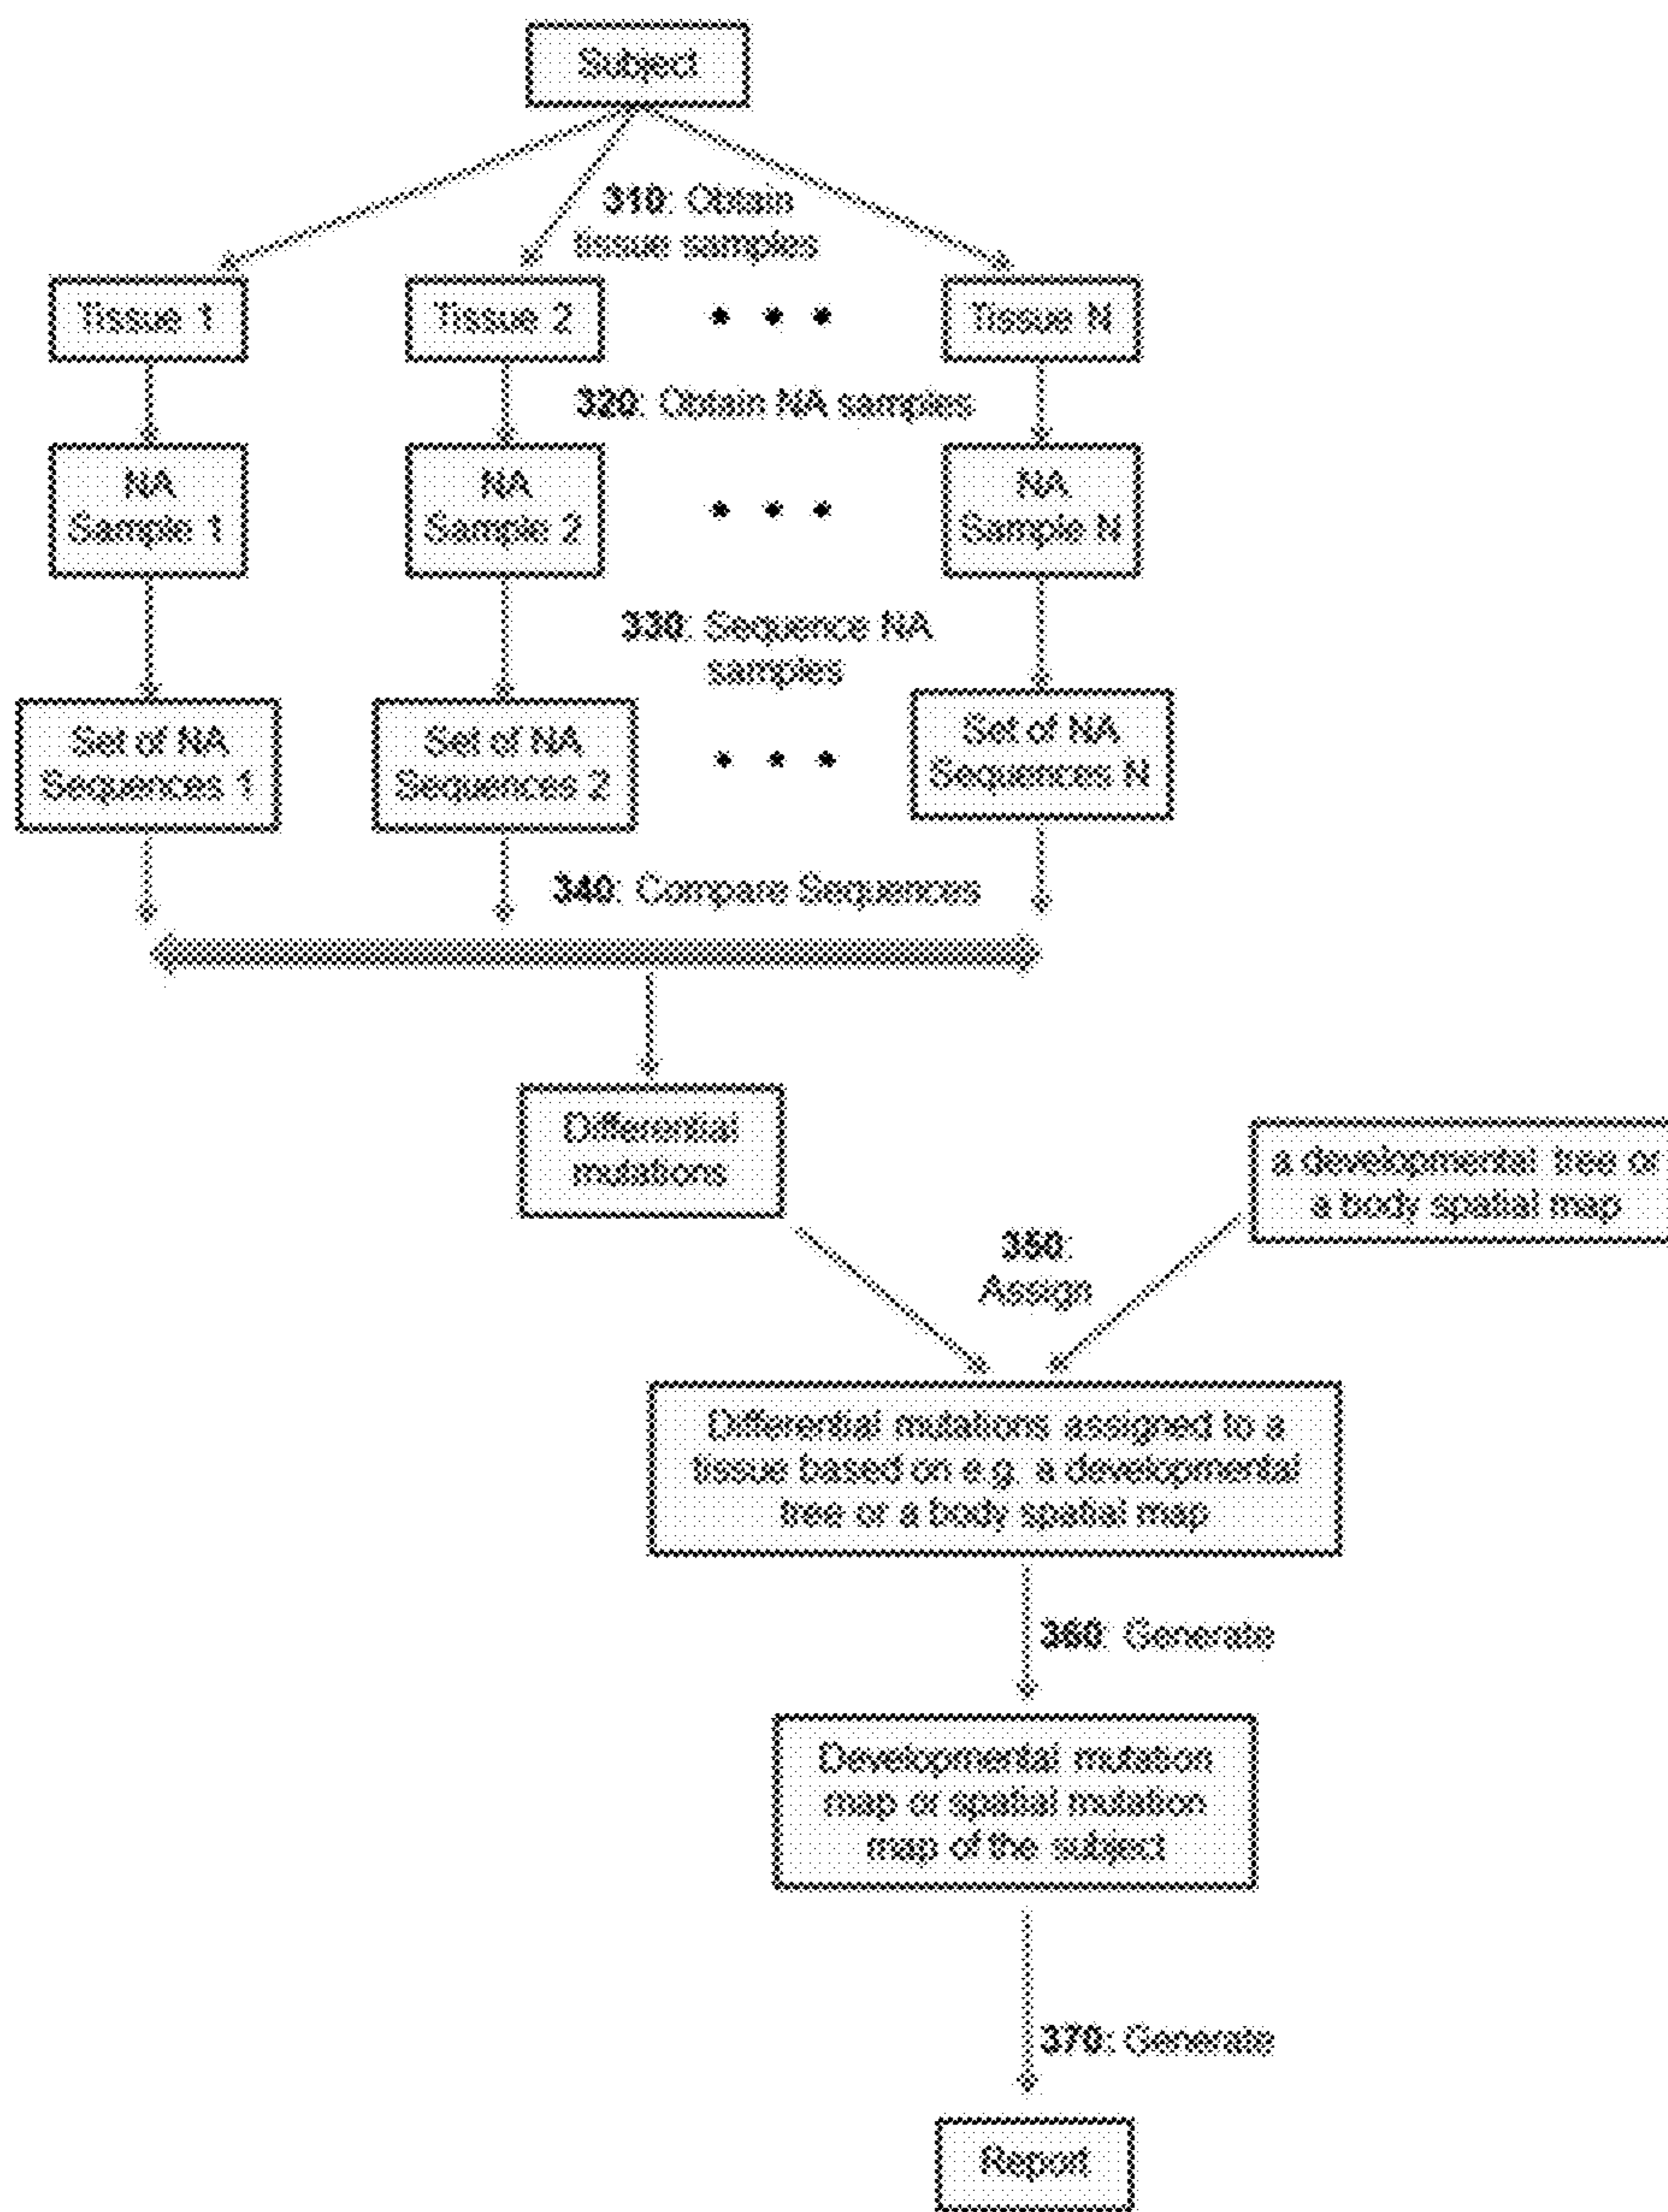 Subject
310: Obtain
tissue samples
Tissue 1
Tissue 2
Tissue N
320: Obtain NA samples
NA
Sample 1
NA
Sample 2
NA
Sample N
330: Sequence NA
samples
Set of NA
Sequences 1
Set of NA
Sequences 2
Set of NA
Sequences N
340: Compare Sequences
Differential
mutations
a developmental tree or
a body spatial map
350:
Assign
Differential mutations assigned to a
tissue based on e.g. a developmental
tree or a body spatial map
360: Generate
Developmental mutation
map or spatial mutation
map of the subject
370: Generate
Report